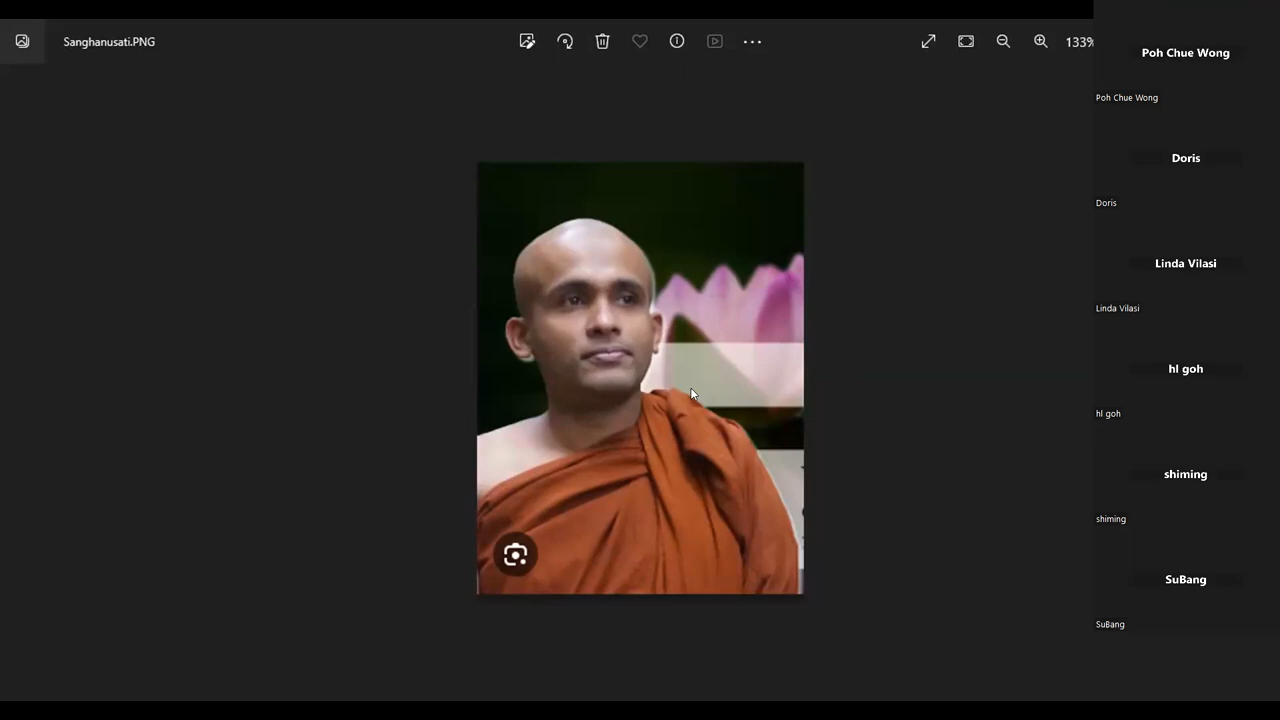 Sanghanusati.PNG
133%
Poh Chue Wong
Poh Chue Wong
Doris
Doris
Linda Vilasi
Linda Vilasi
hl goh
hl goh
shiming
shiming
SuBang
SuBang